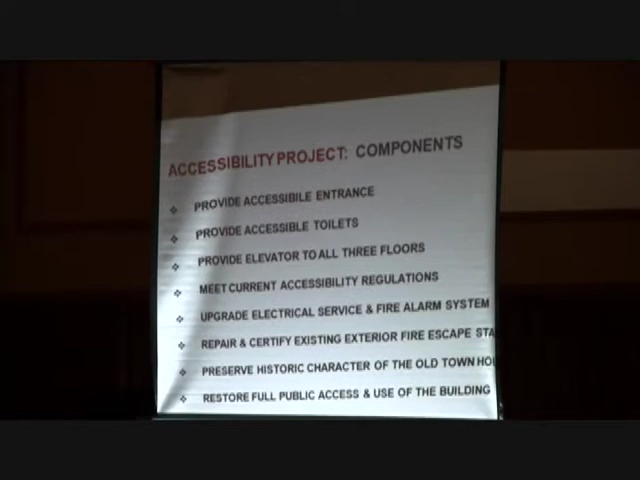 ACCESSIBILITY PROJECT: COMPONENTS
❖ PROVIDE ACCESSIBILE ENTRANCE
❖ PROVIDE ACCESSIBLE TOILETS
❖ PROVIDE ELEVATOR TO ALL THREE FLOORS
❖ MEET CURRENT ACCESSIBILITY REGULATIONS
❖ UPGRADE ELECTRICAL SERVICE & FIRE ALARM SYSTEM
❖ REPAIR & CERTIFY EXISTING EXTERIOR FIRE ESCAPE STA
❖ PRESERVE HISTORIC CHARACTER OF THE OLD TOWN HO
❖ RESTORE FULL PUBLIC ACCESS & USE OF THE BUILDING